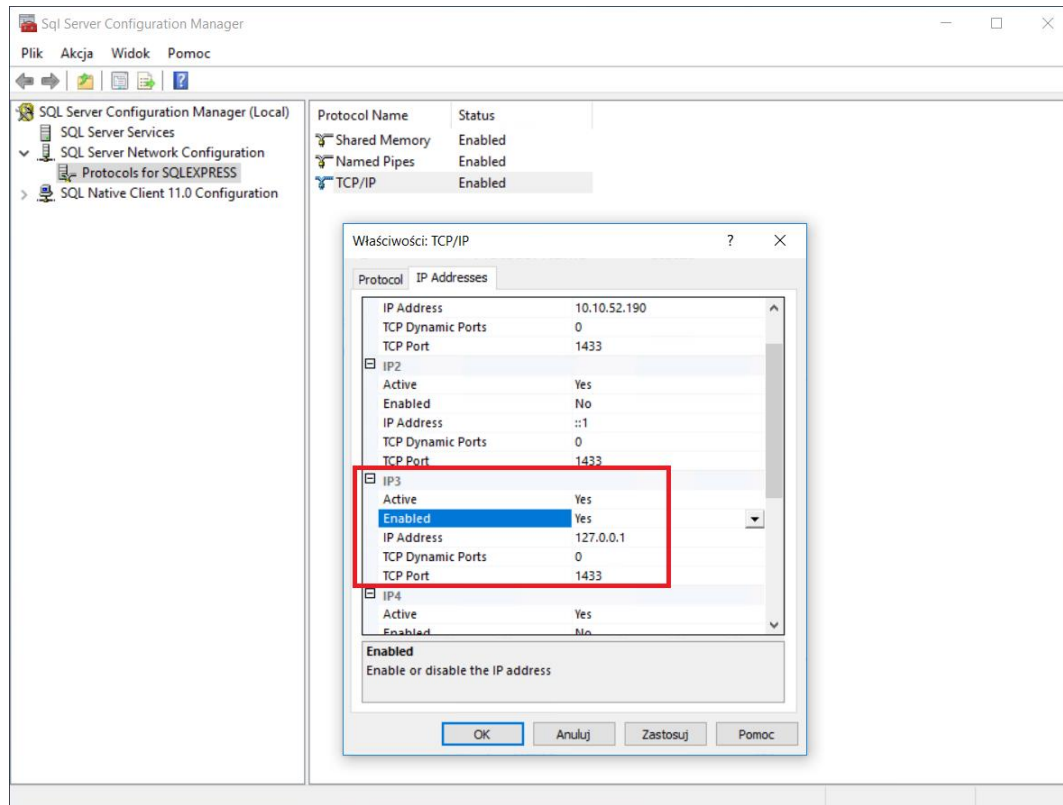 Sql Server Configuration Manager
Plik Akcja Widok Pomoc
SQL Server Configuration Manager (Local)
SQL Server Services
SQL Server Network Configuration
Protocols for SQLEXPRESS
SQL Native Client 11.0 Configuration
Protocol Name Status
Shared Memory Enabled
Named Pipes Enabled
TCP/IP Enabled
Właściwości: TCP/IP
Protocol IP Addresses
IP Address 10.10.52.190
TCP Dynamic Ports 0
TCP Port 1433
IP2
Active Yes
Enabled No
IP Address ::1
TCP Dynamic Ports 0
TCP Port 1433
IP3
Active Yes
Enabled Yes
IP Address 127.0.0.1
TCP Dynamic Ports 0
TCP Port 1433
IP4
Active Yes
Enabled No
Enabled
Enable or disable the IP address
OK Anuluj Zastosuj Pomoc